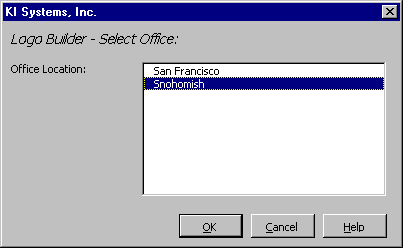 KI Systems, Inc.
Logo Builder - Select Office:
Office Location:
San Francisco
Snohomish
OK
Cancel
Help